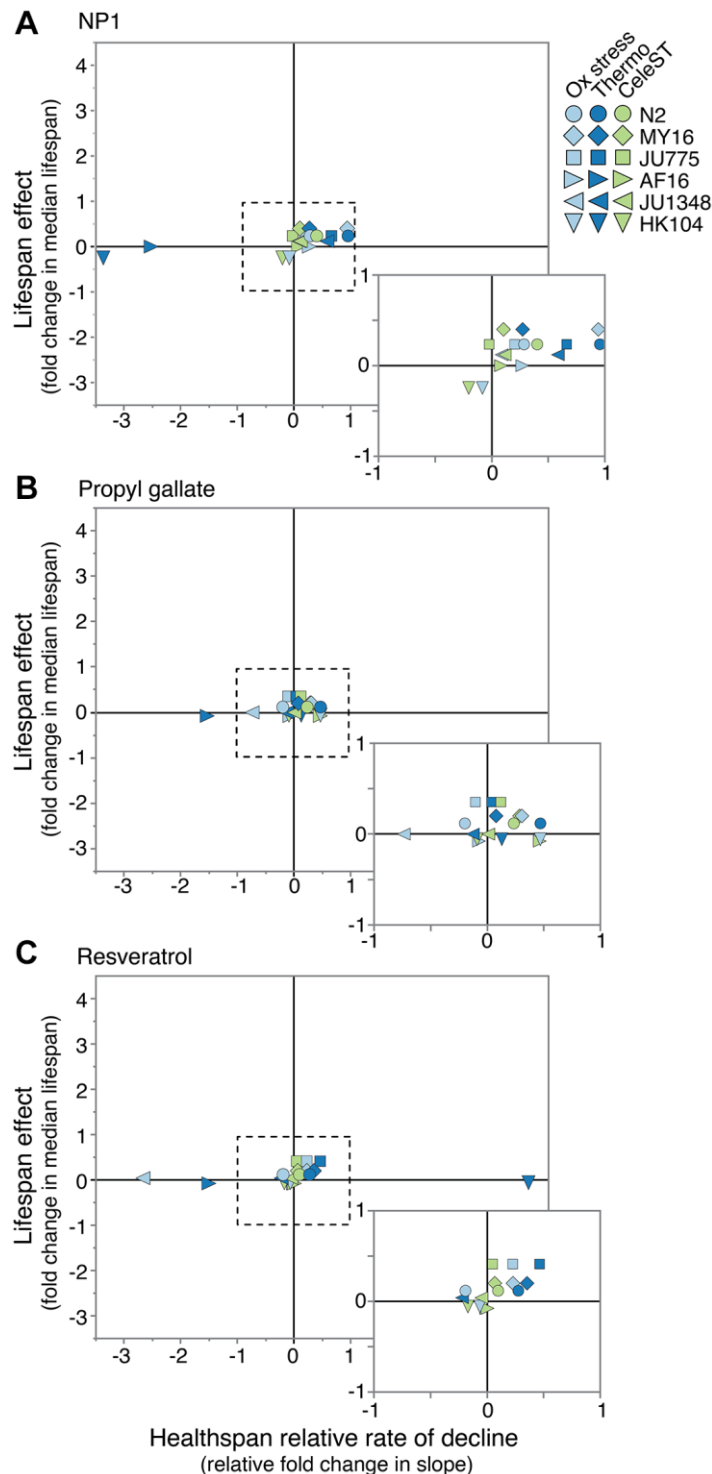 A NP1
Ox stress
Thermo
CeleST
N2
MY16
JU775
AF16
JU1348
HK104
Lifespan effect
(fold change in median lifespan)
4
3
2
1
0
-1
-2
-3
-3 -2 -1 0 1
1
0
-1
-1 0 1
B Propyl gallate
Lifespan effect
(fold change in median lifespan)
4
3
2
1
0
-1
-2
-3
-3 -2 -1 0 1
1
0
-1
-1 0 1
C Resveratrol
Lifespan effect
(fold change in median lifespan)
4
3
2
1
0
-1
-2
-3
-3 -2 -1 0 1
1
0
-1
-1 0 1
Healthspan relative rate of decline
(relative fold change in slope)